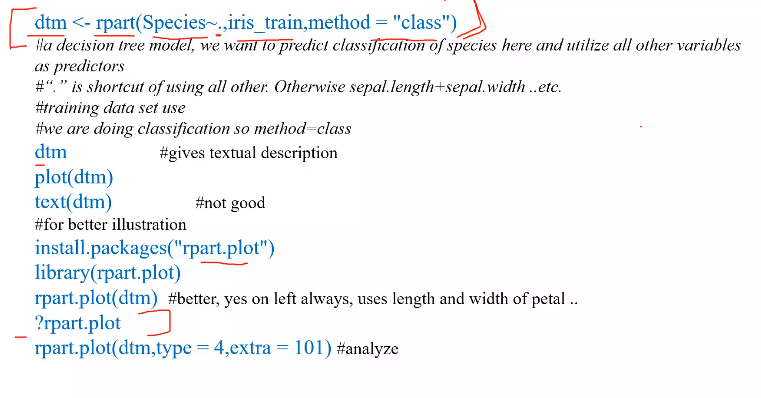 dtm <- rpart(Species~.,iris_train,method = "class")
#a decision tree model, we want to predict classification of species here and utilize all other variables
as predictors
#“.” is shortcut of using all other. Otherwise sepal.length+sepal.width ..etc.
#training data set use
#we are doing classification so method=class
dtm #gives textual description
plot(dtm)
text(dtm) #not good
#for better illustration
install.packages("rpart.plot")
library(rpart.plot)
rpart.plot(dtm) #better, yes on left always, uses length and width of petal ..
?rpart.plot
rpart.plot(dtm,type = 4,extra = 101) #analyze